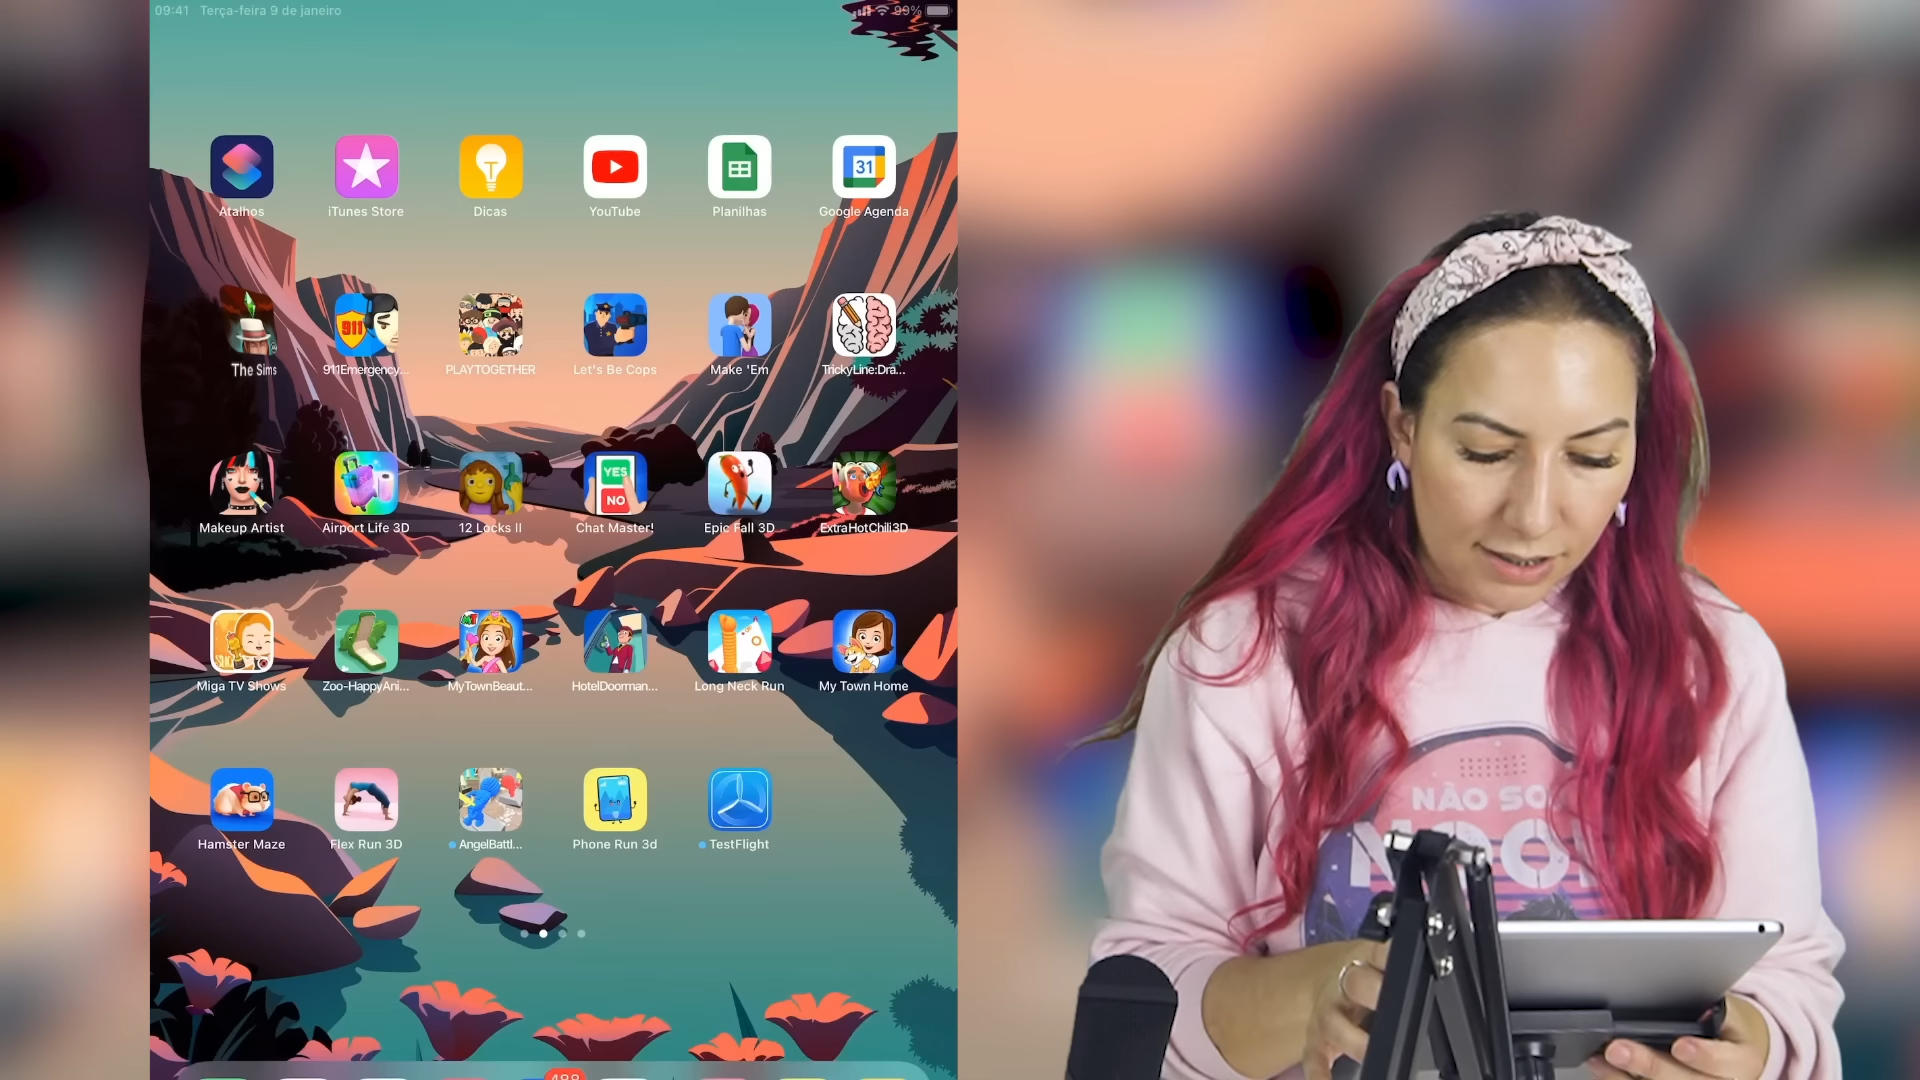 09:41 Terça-feira 9 de janeiro
99%
31
Atalhos
iTunes Store
Dicas
YouTube
Planilhas
Google Agenda
911
The Sims
911Emergency...
PLAYTOGETHER
Let's Be Cops
Make 'Em
TrickyLine:Dra...
YES
NO
Makeup Artist
Airport Life 3D
12 Locks II
Chat Master!
Epic Fall 3D
ExtraHotChili3D
Miga TV Shows
Zoo-HappyAni...
MyTownBeaut...
HotelDoorman...
Long Neck Run
My Town Home
Hamster Maze
Flex Run 3D
AngelBattl...
Phone Run 3d
TestFlight
488
NÃO SO
NOO